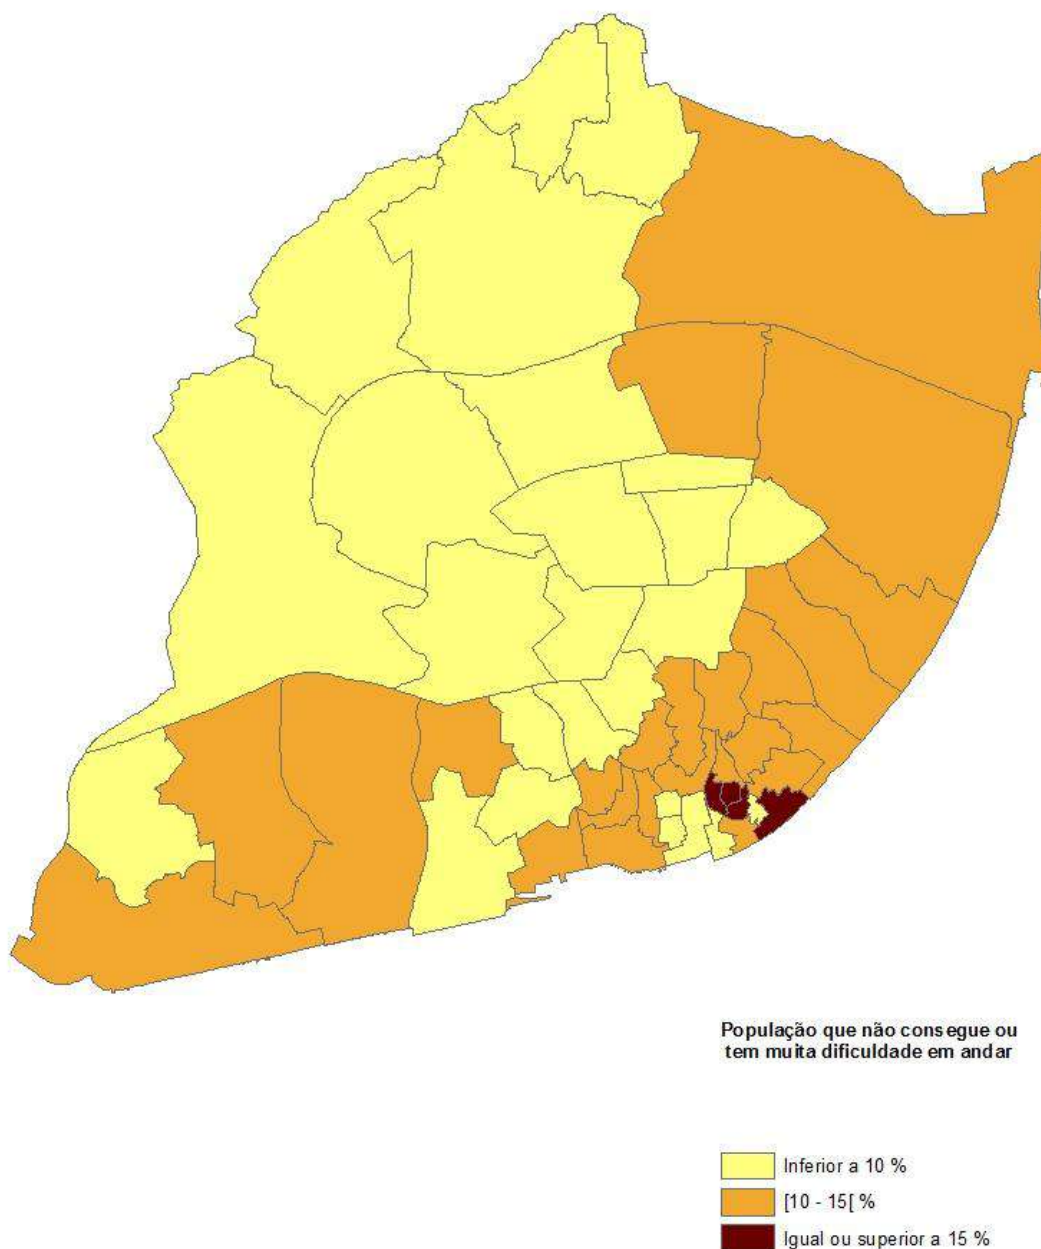 População que não consegue ou
tem muita dificuldade em andar
Inferior a 10 %
[10 - 15[ %
Igual ou superior a 15 %